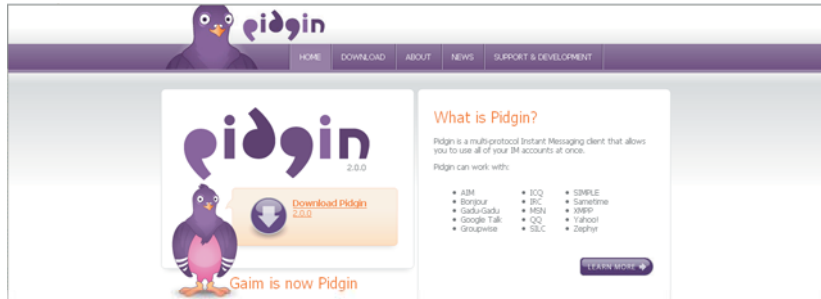 pidgin
HOME DOWNLOAD ABOUT NEWS SUPPORT & DEVELOPMENT
pidgin
2.0.0
Download Pidgin
2.0.0
Gaim is now Pidgin
What is Pidgin?
Pidgin is a multi-protocol Instant Messaging client that allows
you to use all of your IM accounts at once.
Pidgin can work with:
• AIM
• Bonjour
• Gadu-Gadu
• Google Talk
• Groupwise
• ICQ
• IRC
• MSN
• QQ
• SILC
• SIMPLE
• Sametime
• XMPP
• Yahoo!
• Zephyr
LEARN MORE